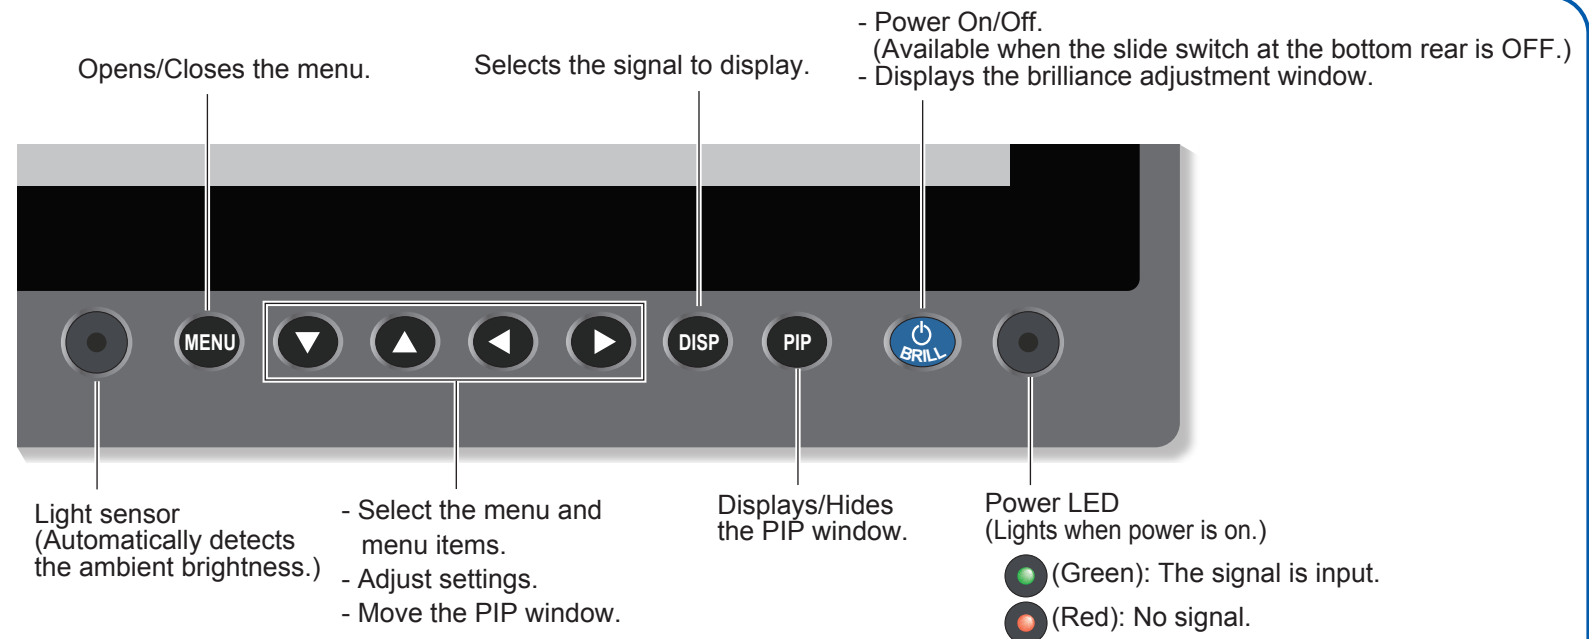 - Power On/Off.
(Available when the slide switch at the bottom rear is OFF.)
- Displays the brilliance adjustment window.
Opens/Closes the menu.
Selects the signal to display.
MENU
DISP
PIP
BRILL
Light sensor
(Automatically detects
the ambient brightness.)
- Select the menu and
menu items.
- Adjust settings.
- Move the PIP window.
Displays/Hides
the PIP window.
Power LED
(Lights when power is on.)
(Green): The signal is input.
(Red): No signal.